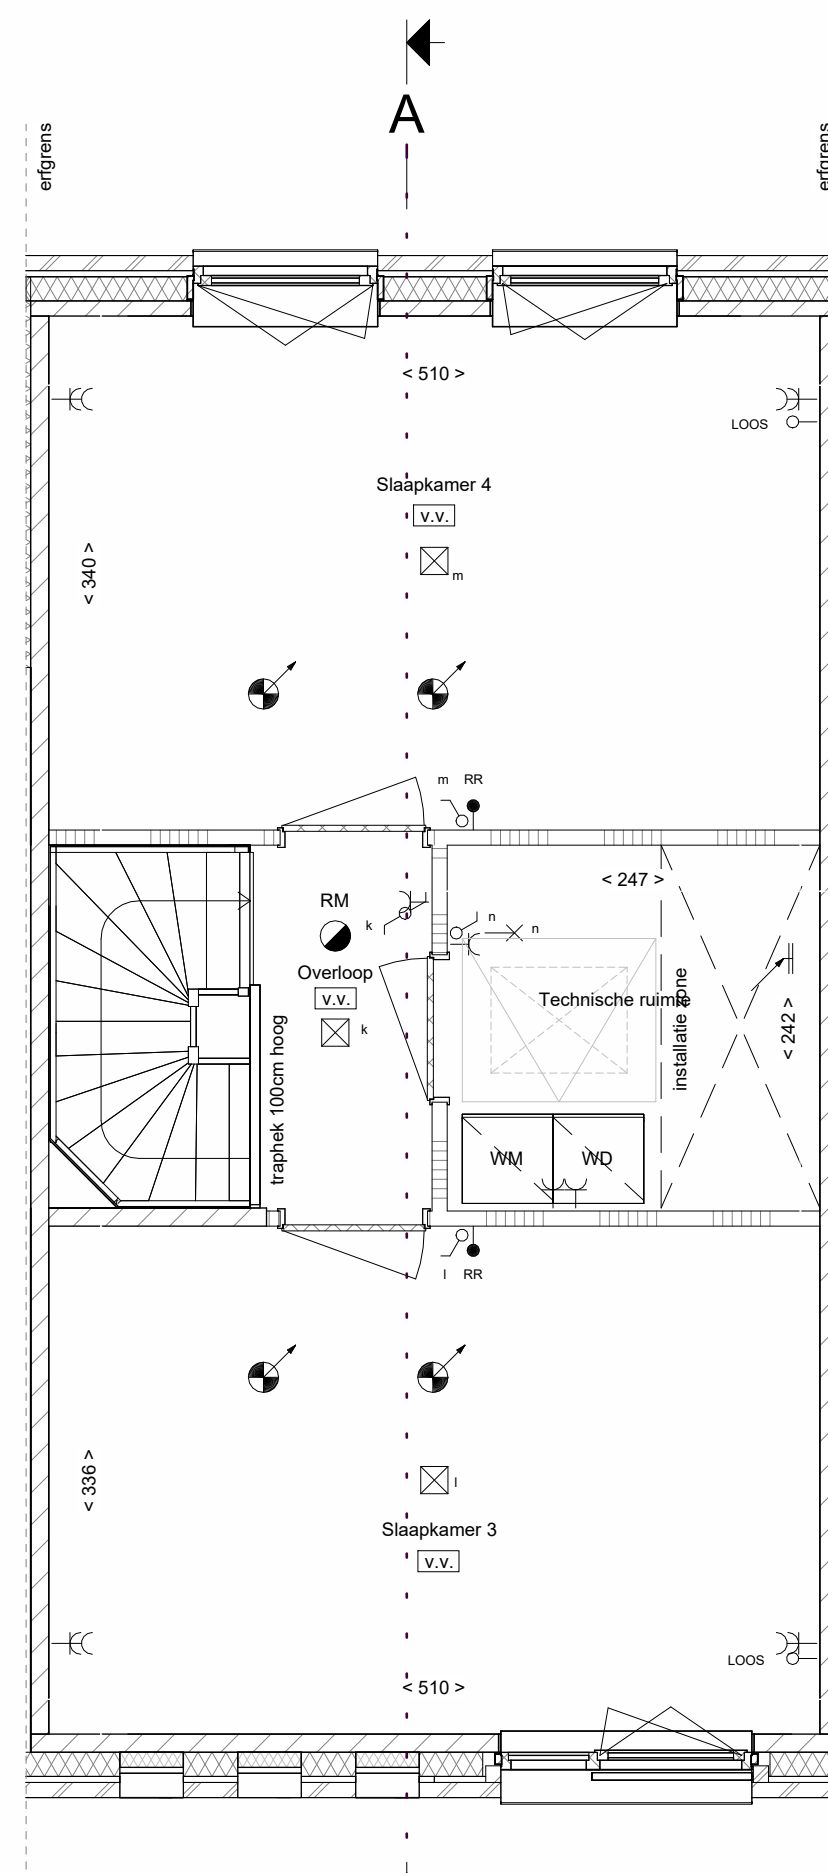 A
erfgrens
erfgrens
< 510 >
LOOS
Slaapkamer 4
v.v.
m
< 340 >
m RR
< 247 >
RM
k
n
n
Overloop
v.v.
k
Technische ruimte
installatie zone
< 242 >
traphek 100cm hoog
WM
WD
l RR
< 336 >
l
Slaapkamer 3
v.v.
LOOS
< 510 >